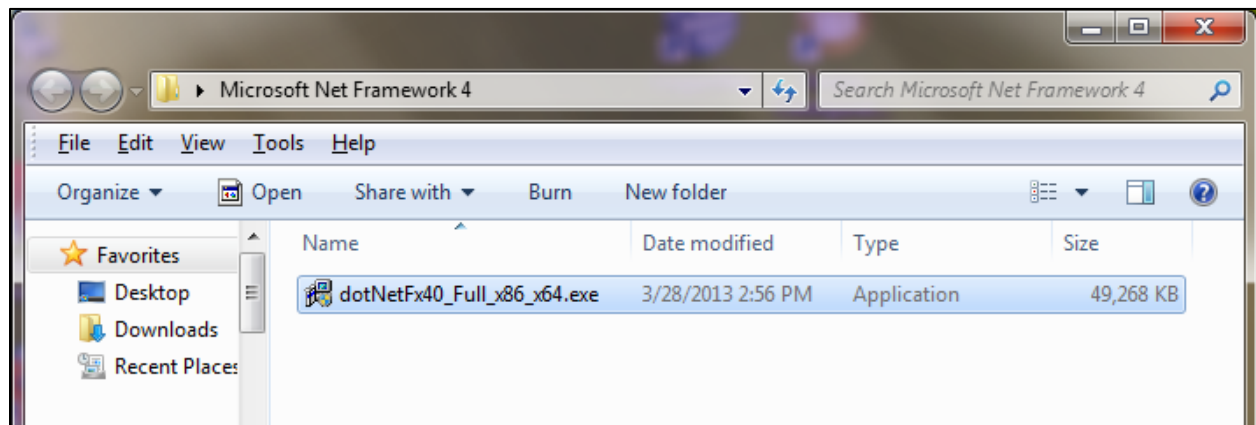 Microsoft Net Framework 4 Search Microsoft Net Framework 4
File Edit View Tools Help
Organize Open Share with Burn New folder
Name Date modified Type Size
Favorites
dotNetFx40_Full_x86_x64.exe 3/28/2013 2:56 PM Application 49,268 KB
Desktop
Downloads
Recent Places